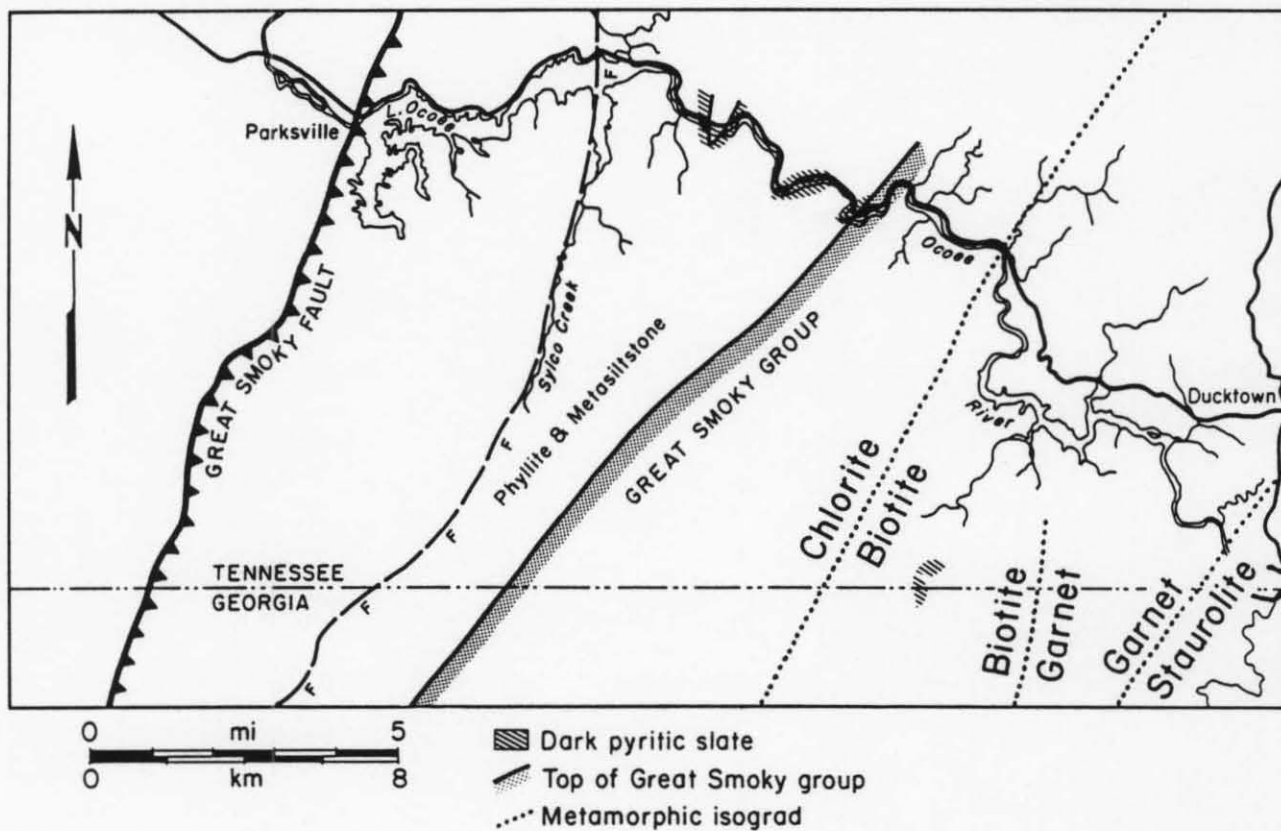 Parksville
L. Ocoee
F
N
Ocoee
GREAT SMOKY FAULT
Sylco Creek
Phyllite & Metasiltstone
GREAT SMOKY GROUP
River
Ducktown
F
Chlorite
Biotite
F
TENNESSEE
GEORGIA
F
F
Biotite
Garnet
Garnet
Staurolite
0 mi 5
0 km 8
Dark pyritic slate
Top of Great Smoky group
Metamorphic isograd